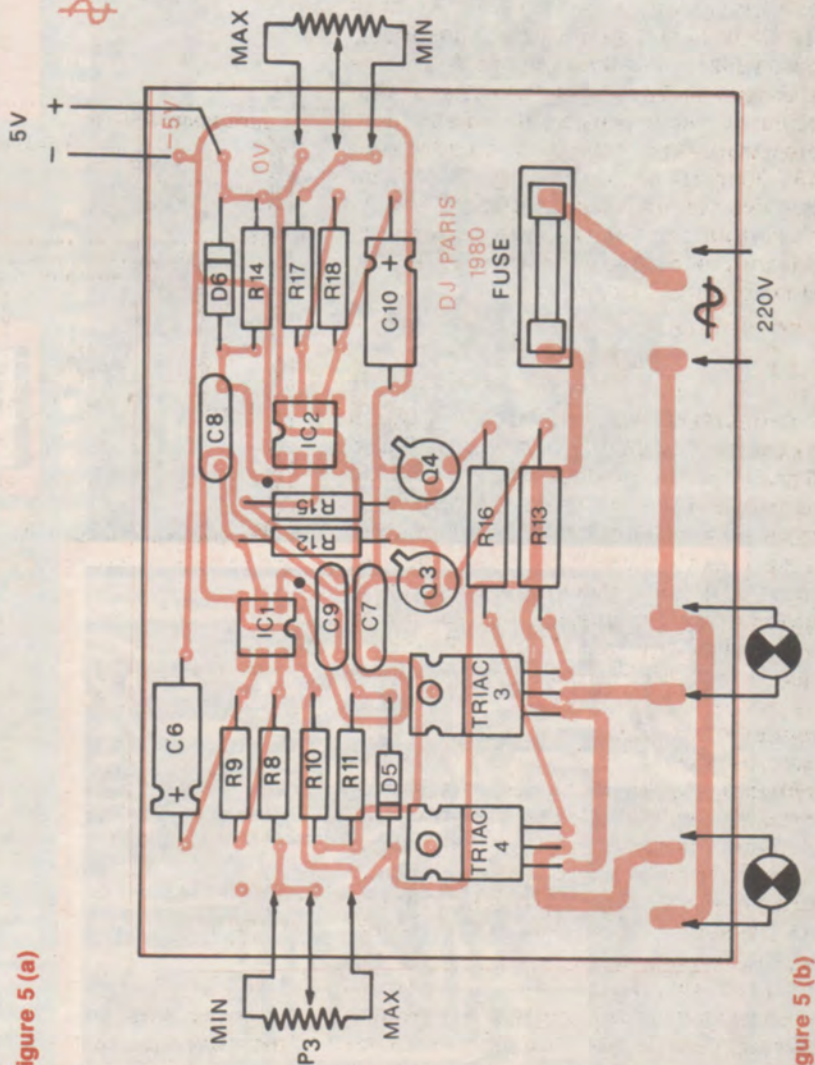 igure 5 (a)
5V
− +
-5V
0V
MIN
P3
MAX
C6
+
R9
R8
R10
R11
D5
IC1
C9
C7
R12
R15
C8
IC2
D6
R14
R17
R18
C10
+
MAX
MIN
TRIAC
4
TRIAC
3
Q3
Q4
R16
R13
DJ PARIS
1980
FUSE
220V
gure 5 (b)